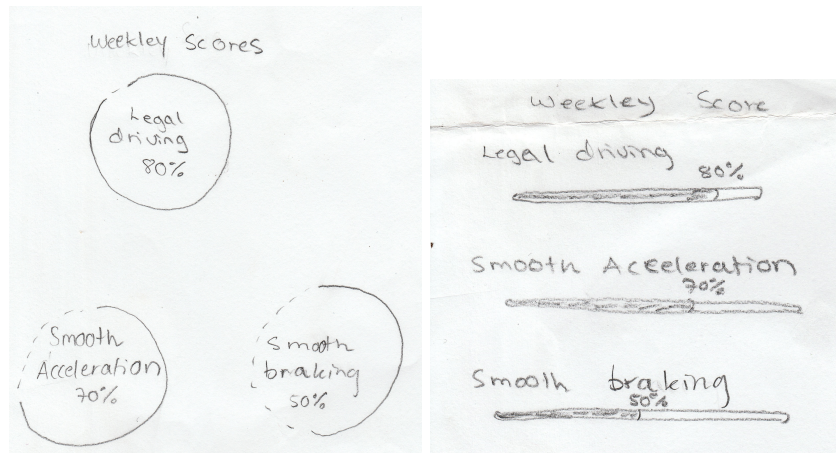 Weekley Scores
Legal
driving
80%
Smooth
Acceleration
70%
Smooth
braking
50%
Weekley Score
Legal driving
80%
Smooth Acceleration
70%
Smooth braking
50%